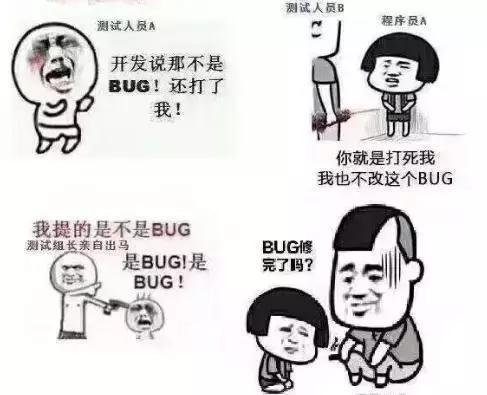 测试人员A
开发说那不是
BUG！还打了
我！
测试人员B
程序员A
你就是打死我
我也不改这个BUG
我提的是不是BUG
测试组长亲自出马
是BUG!是
BUG！
BUG修
完了吗？